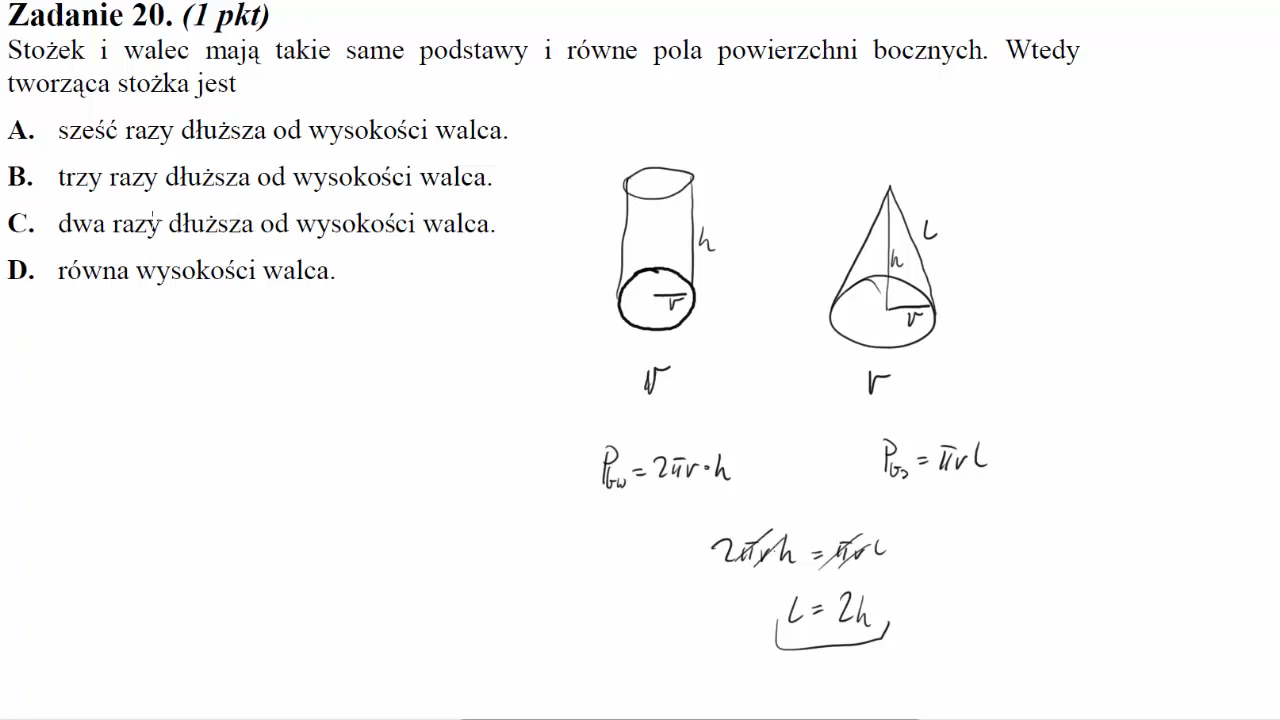 Zadanie 20. (1 pkt)
Stożek i walec mają takie same podstawy i równe pola powierzchni bocznych. Wtedy
tworząca stożka jest
A. sześć razy dłuższa od wysokości walca.
B. trzy razy dłuższa od wysokości walca.
C. dwa razy dłuższa od wysokości walca.
D. równa wysokości walca.
h
r
l
h
r
r
r
P_bw = 2πr·h
P_bs = πrl
2πrh = πrl
l = 2h